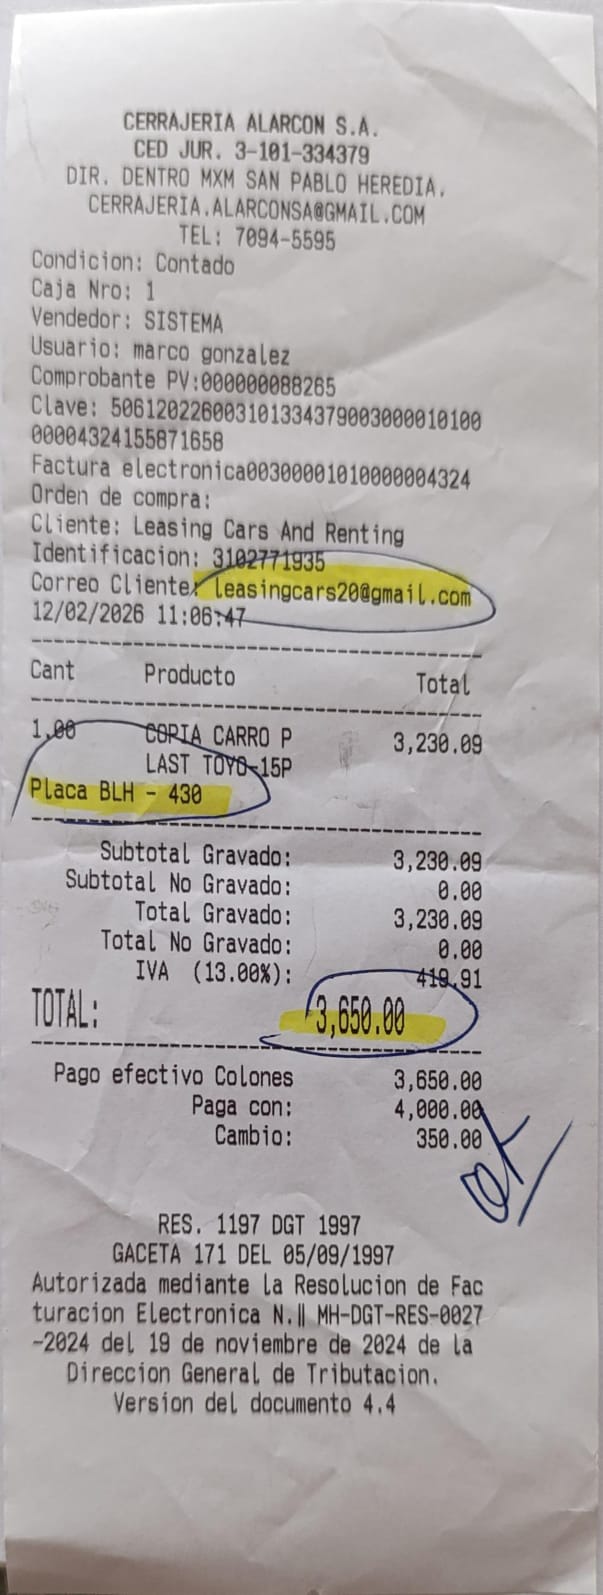 CERRAJERIA ALARCON S.A.
CED JUR. 3-101-334379
DIR. DENTRO MXM SAN PABLO HEREDIA.
CERRAJERIA.ALARCONSA@GMAIL.COM
TEL: 7094-5595
Condicion: Contado
Caja Nro: 1
Vendedor: SISTEMA
Usuario: marco gonzalez
Comprobante PV:000000088265
Clave: 506120226003101334379003000010100
000004324155871658
Factura electronica00300001010000004324
Orden de compra:
Cliente: Leasing Cars And Renting
Identificacion: 3102771935
Correo Cliente: leasingcars20@gmail.com
12/02/2026 11:06:47
Cant Producto Total
1.00 COPIA CARRO P 3,230.09
LAST TOYO-15P
Placa BLH - 430
Subtotal Gravado: 3,230.09
Subtotal No Gravado: 0.00
Total Gravado: 3,230.09
Total No Gravado: 0.00
IVA (13.00%): 419.91
TOTAL: 3,650.00
Pago efectivo Colones 3,650.00
Paga con: 4,000.00
Cambio: 350.00
ok
RES. 1197 DGT 1997
GACETA 171 DEL 05/09/1997
Autorizada mediante la Resolucion de Fac
turacion Electronica N.║ MH-DGT-RES-0027
-2024 del 19 de noviembre de 2024 de la
Direccion General de Tributacion.
Version del documento 4.4